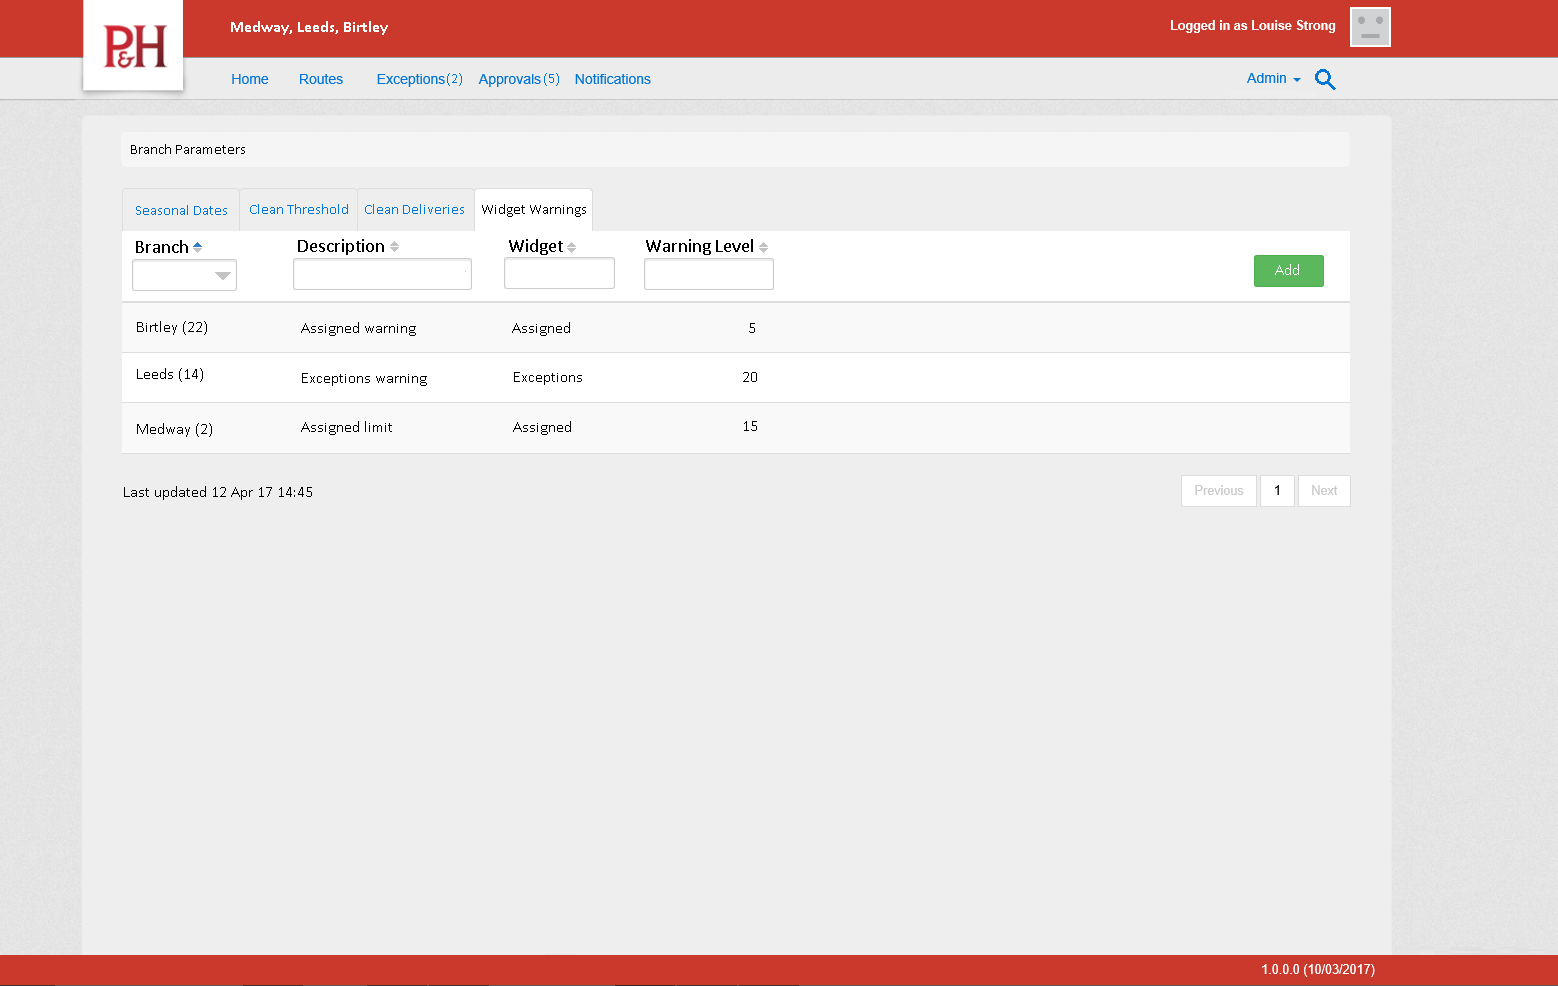 P&H
Medway, Leeds, Birtley
Logged in as Louise Strong
Home Routes Exceptions(2) Approvals(5) Notifications Admin
Branch Parameters
Seasonal Dates Clean Threshold Clean Deliveries Widget Warnings
Branch Description Widget Warning Level
Add
Birtley (22) Assigned warning Assigned 5
Leeds (14) Exceptions warning Exceptions 20
Medway (2) Assigned limit Assigned 15
Last updated 12 Apr 17 14:45
Previous 1 Next
1.0.0.0 (10/03/2017)